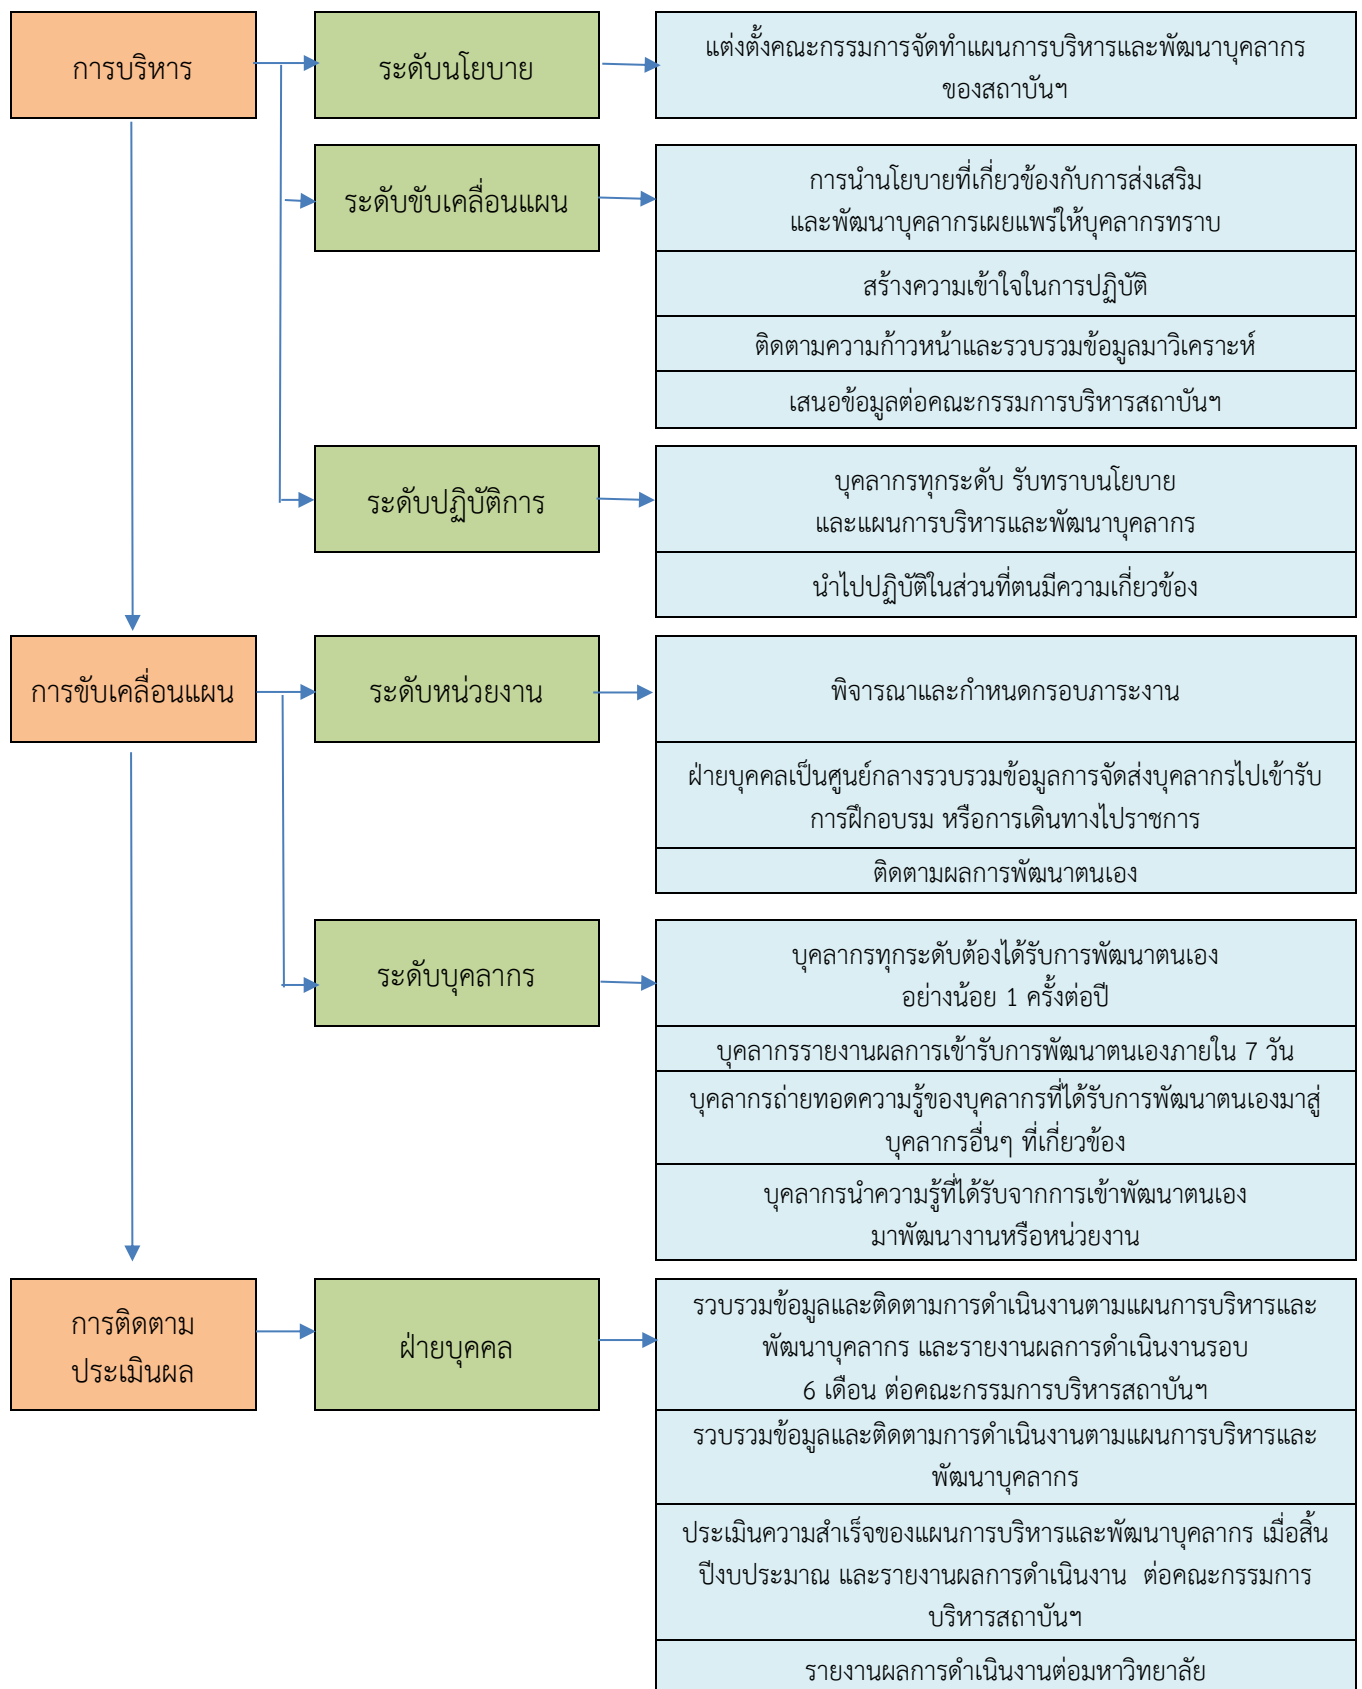 การบริหาร
ระดับนโยบาย
แต่งตั้งคณะกรรมการจัดทำแผนการบริหารและพัฒนาบุคลากร
ของสถาบันฯ
ระดับขับเคลื่อนแผน
การนำนโยบายที่เกี่ยวข้องกับการส่งเสริม
และพัฒนาบุคลากรเผยแพร่ให้บุคลากรทราบ
สร้างความเข้าใจในการปฏิบัติ
ติดตามความก้าวหน้าและรวบรวมข้อมูลมาวิเคราะห์
เสนอข้อมูลต่อคณะกรรมการบริหารสถาบันฯ
ระดับปฏิบัติการ
บุคลากรทุกระดับ รับทราบนโยบาย
และแผนการบริหารและพัฒนาบุคลากร
นำไปปฏิบัติในส่วนที่ตนมีความเกี่ยวข้อง
การขับเคลื่อนแผน
ระดับหน่วยงาน
พิจารณาและกำหนดกรอบภาระงาน
ฝ่ายบุคคลเป็นศูนย์กลางรวบรวมข้อมูลการจัดส่งบุคลากรไปเข้ารับ
การฝึกอบรม หรือการเดินทางไปราชการ
ติดตามผลการพัฒนาตนเอง
ระดับบุคลากร
บุคลากรทุกระดับต้องได้รับการพัฒนาตนเอง
อย่างน้อย 1 ครั้งต่อปี
บุคลากรรายงานผลการเข้ารับการพัฒนาตนเองภายใน 7 วัน
บุคลากรถ่ายทอดความรู้ของบุคลากรที่ได้รับการพัฒนาตนเองมาสู่
บุคลากรอื่นๆ ที่เกี่ยวข้อง
บุคลากรนำความรู้ที่ได้รับจากการเข้าพัฒนาตนเอง
มาพัฒนางานหรือหน่วยงาน
การติดตาม
ประเมินผล
ฝ่ายบุคคล
รวบรวมข้อมูลและติดตามการดำเนินงานตามแผนการบริหารและ
พัฒนาบุคลากร และรายงานผลการดำเนินงานรอบ
6 เดือน ต่อคณะกรรมการบริหารสถาบันฯ
รวบรวมข้อมูลและติดตามการดำเนินงานตามแผนการบริหารและ
พัฒนาบุคลากร
ประเมินความสำเร็จของแผนการบริหารและพัฒนาบุคลากร เมื่อสิ้น
ปีงบประมาณ และรายงานผลการดำเนินงาน ต่อคณะกรรมการ
บริหารสถาบันฯ
รายงานผลการดำเนินงานต่อมหาวิทยาลัย